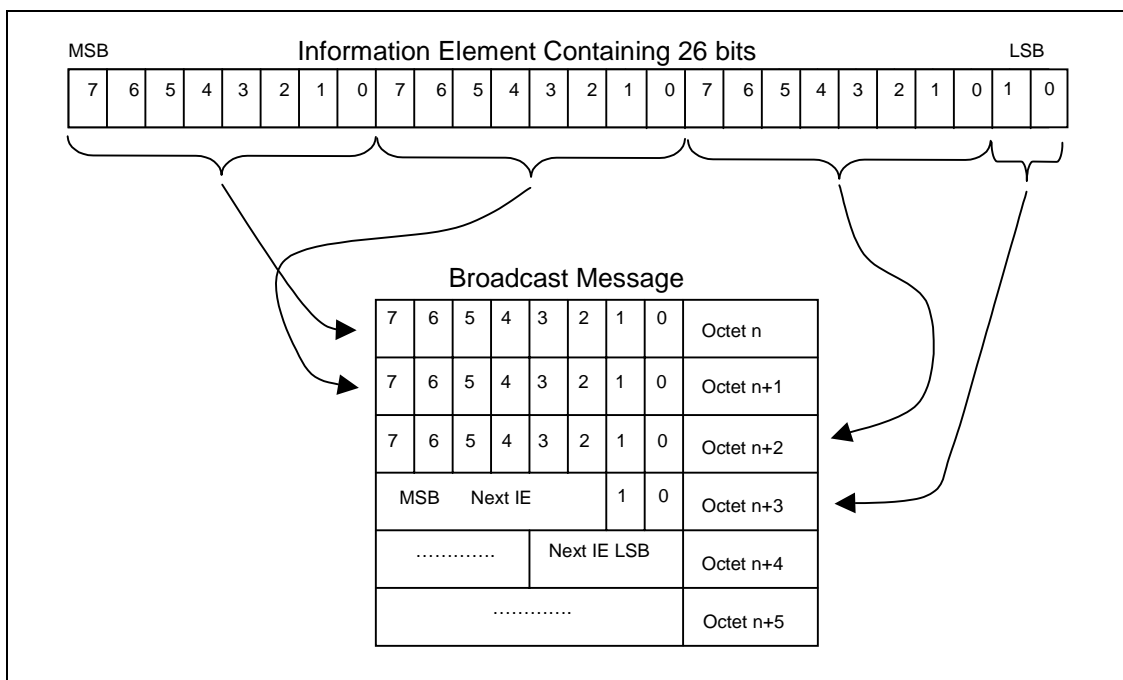 MSB Information Element Containing 26 bits LSB
7 6 5 4 3 2 1 0 7 6 5 4 3 2 1 0 7 6 5 4 3 2 1 0 1 0
Broadcast Message
7 6 5 4 3 2 1 0 Octet n
7 6 5 4 3 2 1 0 Octet n+1
7 6 5 4 3 2 1 0 Octet n+2
MSB Next IE 1 0 Octet n+3
…………. Next IE LSB Octet n+4
…………. Octet n+5